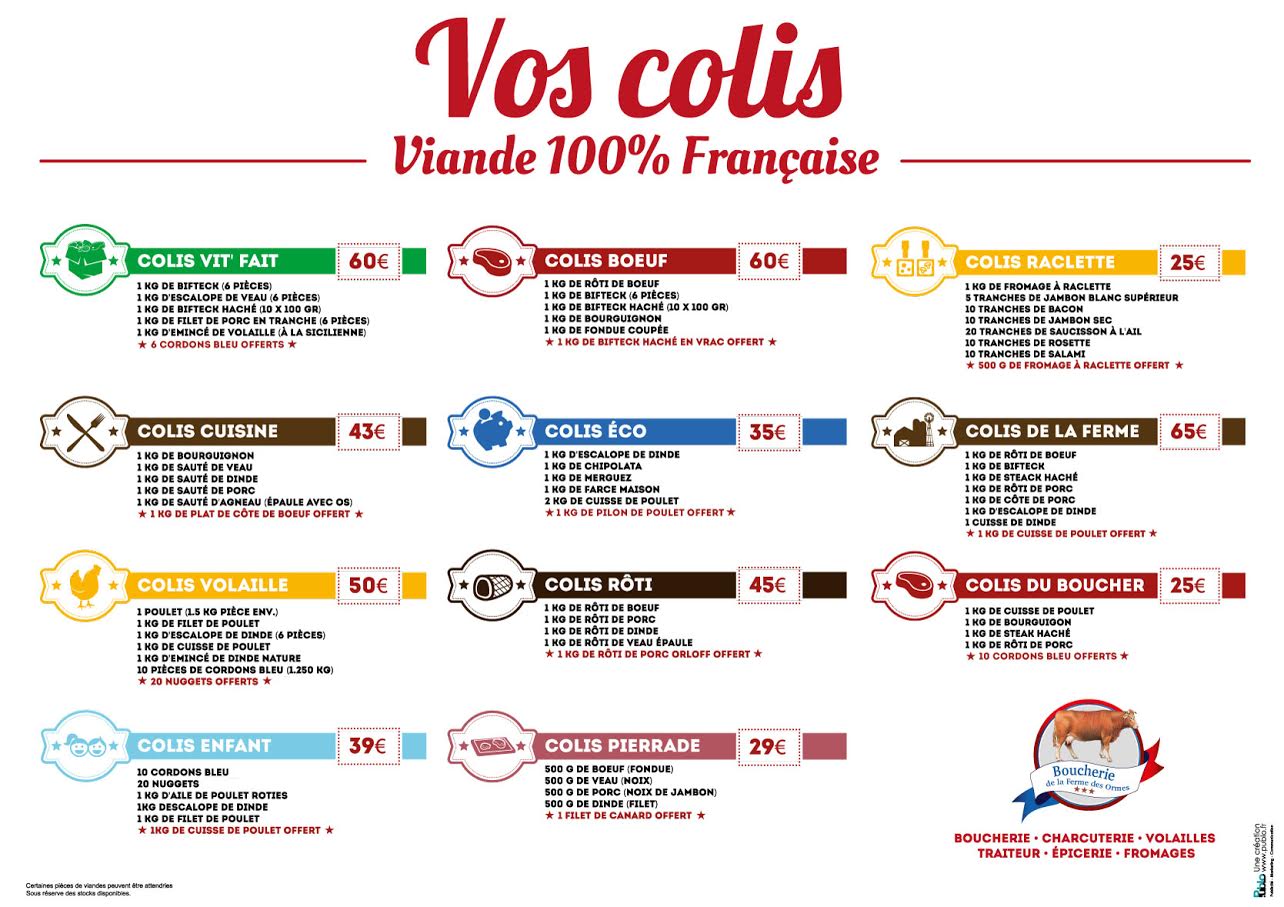 Vos colis
Viande 100% Française
COLIS VIT' FAIT 60€
1 KG DE BIFTECK (6 PIÈCES)
1 KG D'ESCALOPE DE VEAU (6 PIÈCES)
1 KG DE BIFTECK HACHÉ (10 X 100 GR)
1 KG DE FILET DE PORC EN TRANCHE (6 PIÈCES)
1 KG D'EMINCÉ DE VOLAILLE (À LA SICILIENNE)
★ 6 CORDONS BLEU OFFERTS ★
COLIS BOEUF 60€
1 KG DE RÔTI DE BOEUF
1 KG DE BIFTECK (6 PIÈCES)
1 KG DE BIFTECK HACHÉ (10 X 100 GR)
1 KG DE BOURGUIGNON
1 KG DE FONDUE COUPÉE
★ 1 KG DE BIFTECK HACHÉ EN VRAC OFFERT ★
COLIS RACLETTE 25€
1 KG DE FROMAGE À RACLETTE
5 TRANCHES DE JAMBON BLANC SUPÉRIEUR
10 TRANCHES DE BACON
10 TRANCHES DE JAMBON SEC
20 TRANCHES DE SAUCISSON À L'AIL
10 TRANCHES DE ROSETTE
10 TRANCHES DE SALAMI
★ 500 G DE FROMAGE À RACLETTE OFFERT ★
COLIS CUISINE 43€
1 KG DE BOURGUIGNON
1 KG DE SAUTÉ DE VEAU
1 KG DE SAUTÉ DE DINDE
1 KG DE SAUTÉ DE PORC
1 KG DE SAUTÉ D'AGNEAU (ÉPAULE AVEC OS)
★ 1 KG DE PLAT DE CÔTE DE BOEUF OFFERT ★
COLIS ÉCO 35€
1 KG D'ESCALOPE DE DINDE
1 KG DE CHIPOLATA
1 KG DE MERGUEZ
1 KG DE FARCE MAISON
2 KG DE CUISSE DE POULET
★ 1 KG DE PILON DE POULET OFFERT ★
COLIS DE LA FERME 65€
1 KG DE RÔTI DE BOEUF
1 KG DE BIFTECK
1 KG DE STEACK HACHÉ
1 KG DE RÔTI DE PORC
1 KG DE CÔTE DE PORC
1 KG D'ESCALOPE DE DINDE
1 CUISSE DE DINDE
★ 1 KG DE CUISSE DE POULET OFFERT ★
COLIS VOLAILLE 50€
1 POULET (1.5 KG PIÈCE ENV.)
1 KG DE FILET DE POULET
1 KG D'ESCALOPE DE DINDE (6 PIÈCES)
1 KG DE CUISSE DE POULET
1 KG D'EMINCÉ DE DINDE NATURE
10 PIÈCES DE CORDONS BLEU (1.250 KG)
★ 20 NUGGETS OFFERTS ★
COLIS RÔTI 45€
1 KG DE RÔTI DE BOEUF
1 KG DE RÔTI DE PORC
1 KG DE RÔTI DE DINDE
1 KG DE RÔTI DE VEAU ÉPAULE
★ 1 KG DE RÔTI DE PORC ORLOFF OFFERT ★
COLIS DU BOUCHER 25€
1 KG DE CUISSE DE POULET
1 KG DE BOURGUIGON
1 KG DE STEAK HACHÉ
1 KG DE RÔTI DE PORC
★ 10 CORDONS BLEU OFFERTS ★
COLIS ENFANT 39€
10 CORDONS BLEU
20 NUGGETS
1 KG D'AILE DE POULET ROTIES
1KG DESCALOPE DE DINDE
1 KG DE FILET DE POULET
★ 1KG DE CUISSE DE POULET OFFERT ★
COLIS PIERRADE 29€
500 G DE BOEUF (FONDUE)
500 G DE VEAU (NOIX)
500 G DE PORC (NOIX DE JAMBON)
500 G DE DINDE (FILET)
★ 1 FILET DE CANARD OFFERT ★
Boucherie
de la Ferme des Ormes
BOUCHERIE • CHARCUTERIE • VOLAILLES
TRAITEUR • ÉPICERIE • FROMAGES
Certaines pièces de viandes peuvent être attendries
Sous réserve des stocks disponibles.
Une création
www.publo.fr